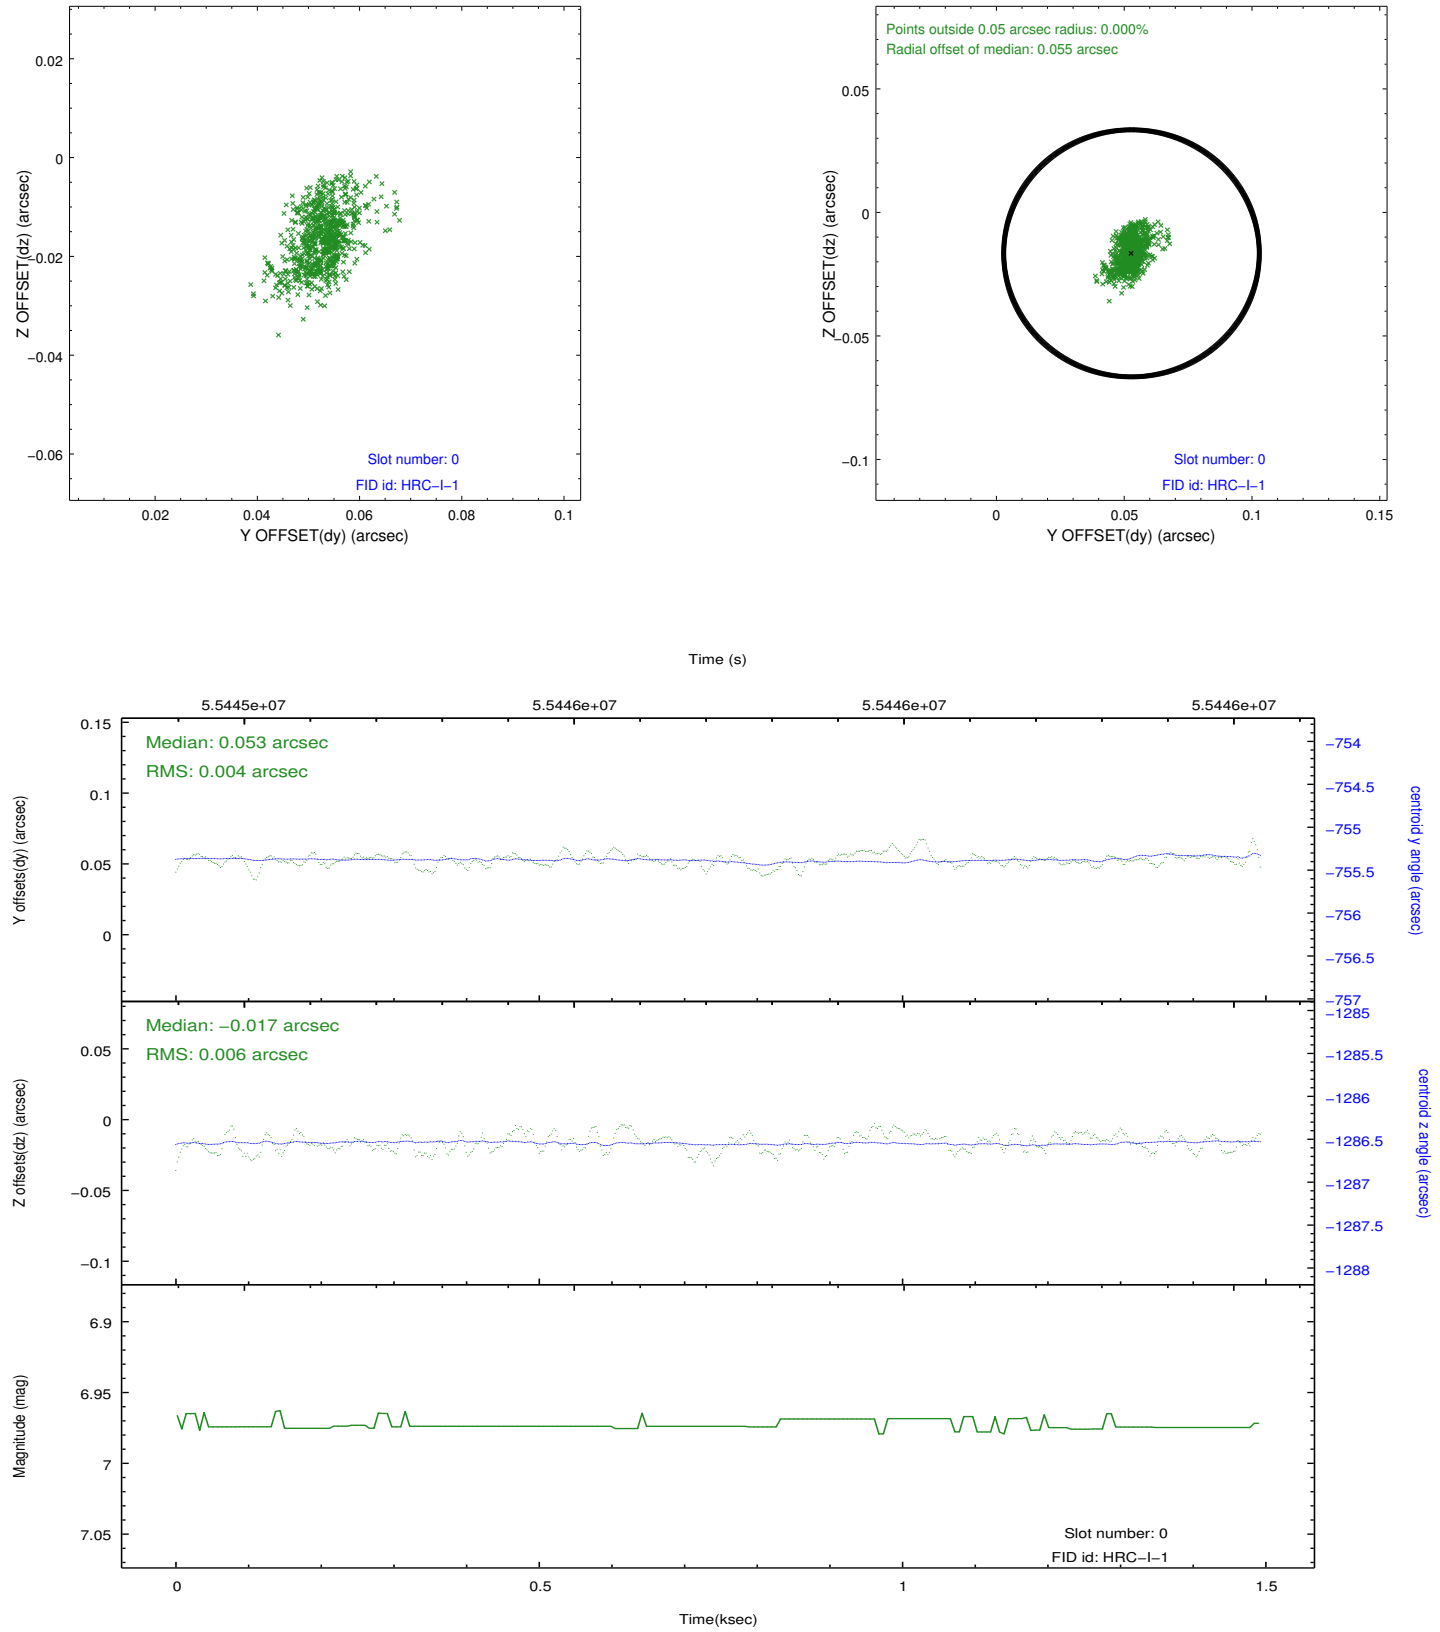 0.02
0
−0.02
−0.04
−0.06
Z OFFSET(dz) (arcsec)
Slot number: 0
FID id: HRC−I−1
0.02
0.04
0.06
0.08
0.1
Y OFFSET(dy) (arcsec)
Points outside 0.05 arcsec radius: 0.000%
Radial offset of median: 0.055 arcsec
0.05
0
−0.05
−0.1
Z OFFSET(dz) (arcsec)
Slot number: 0
FID id: HRC−I−1
0
0.05
0.1
0.15
Y OFFSET(dy) (arcsec)
Time (s)
5.5445e+07
5.5446e+07
5.5446e+07
5.5446e+07
Median: 0.053 arcsec
RMS: 0.004 arcsec
0.15
0.1
0.05
0
Y offsets(dy) (arcsec)
−754
−754.5
−755
−755.5
−756
−756.5
−757
centroid y angle (arcsec)
Median: −0.017 arcsec
RMS: 0.006 arcsec
0.05
0
−0.05
−0.1
Z offsets(dz) (arcsec)
−1285
−1285.5
−1286
−1286.5
−1287
−1287.5
−1288
centroid z angle (arcsec)
6.9
6.95
7
7.05
Magnitude (mag)
Slot number: 0
FID id: HRC−I−1
0
0.5
1
1.5
Time(ksec)